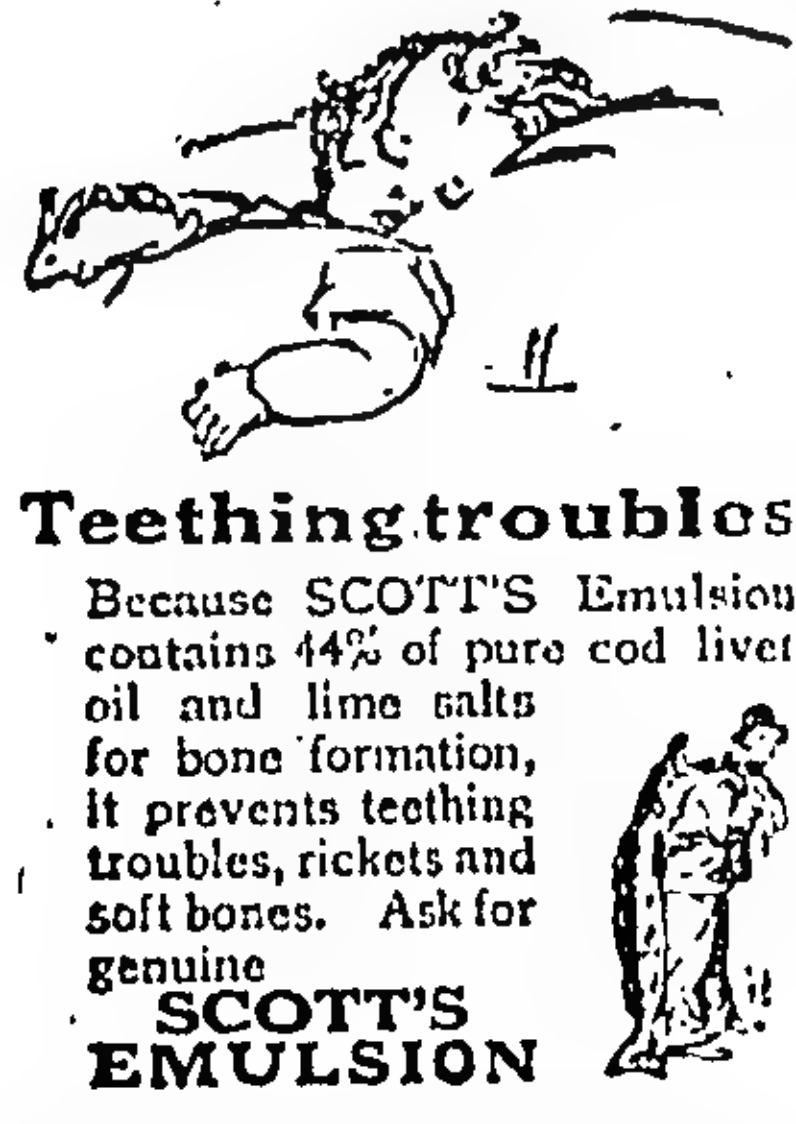 Teething troubles
Because SCOTT'S Emulsion
contains 44% of pure cod liver
oil and lime salts
for bone formation,
it prevents teething
troubles, rickets and
soft bones. Ask for
genuine
SCOTT'S
EMULSION